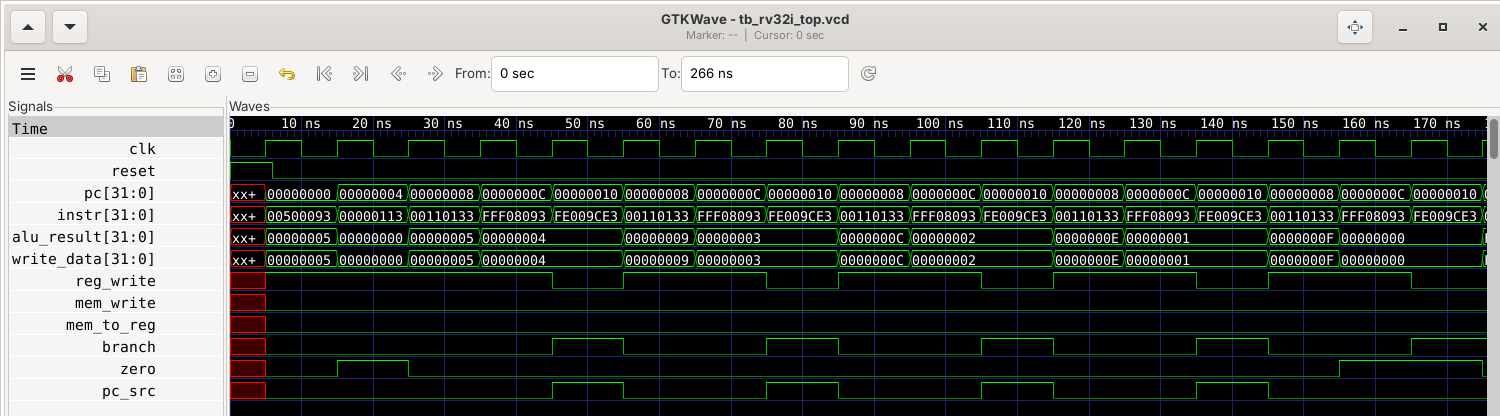 GTKWave - tb_rv32i_top.vcd
Marker: -- | Cursor: 0 sec
From: 0 sec To: 266 ns
Signals Waves
Time 0 10 ns 20 ns 30 ns 40 ns 50 ns 60 ns 70 ns 80 ns 90 ns 100 ns 110 ns 120 ns 130 ns 140 ns 150 ns 160 ns 170 ns
clk
reset
pc[31:0] xx+ 00000000 00000004 00000008 0000000C 00000010 00000008 0000000C 00000010 00000008 0000000C 00000010 00000008 0000000C 00000010 00000008 0000000C 00000010
instr[31:0] xx+ 00500093 00000113 00110133 FFF08093 FE009CE3 00110133 FFF08093 FE009CE3 00110133 FFF08093 FE009CE3 00110133 FFF08093 FE009CE3 00110133 FFF08093 FE009CE3
alu_result[31:0] xx+ 00000005 00000000 00000005 00000004 00000009 00000003 0000000C 00000002 0000000E 00000001 0000000F 00000000
write_data[31:0] xx+ 00000005 00000000 00000005 00000004 00000009 00000003 0000000C 00000002 0000000E 00000001 0000000F 00000000
reg_write
mem_write
mem_to_reg
branch
zero
pc_src